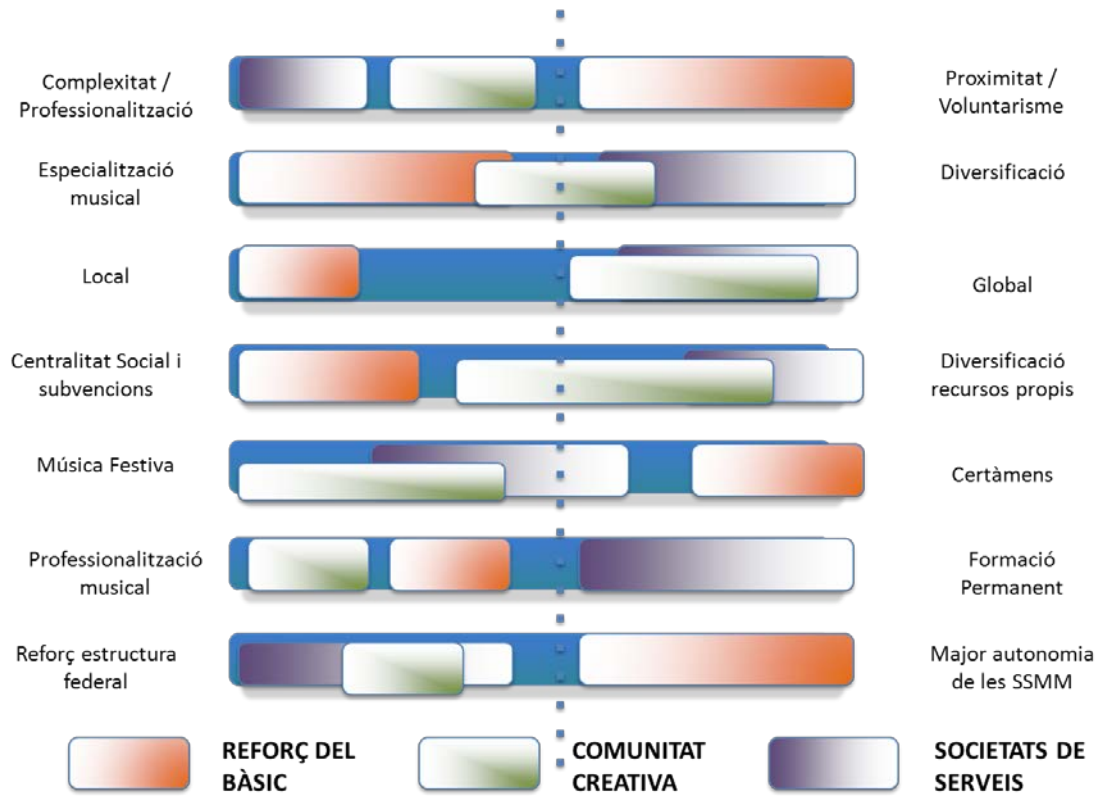 Complexitat /
Professionalització
Proximitat /
Voluntarisme
Especialització
musical
Diversificació
Local
Global
Centralitat Social i
subvencions
Diversificació
recursos propis
Música Festiva
Certàmens
Professionalització
musical
Formació
Permanent
Reforç estructura
federal
Major autonomia
de les SSMM
REFORÇ DEL
BÀSIC
COMUNITAT
CREATIVA
SOCIETATS DE
SERVEIS